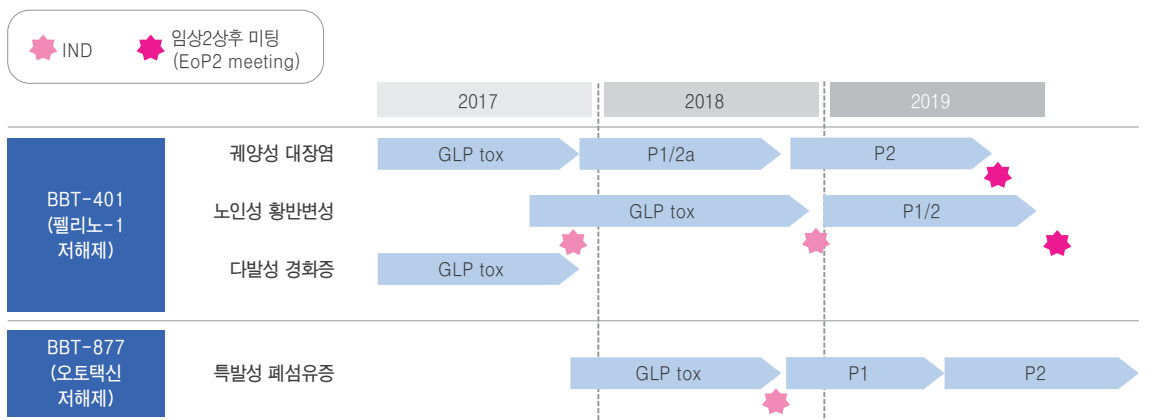 IND
임상2상후 미팅
(EoP2 meeting)
2017
2018
2019
BBT-401
(펠리노-1
저해제)
궤양성 대장염
GLP tox
P1/2a
P2
노인성 황반변성
GLP tox
P1/2
다발성 경화증
GLP tox
BBT-877
(오토택신
저해제)
특발성 폐섬유증
GLP tox
P1
P2